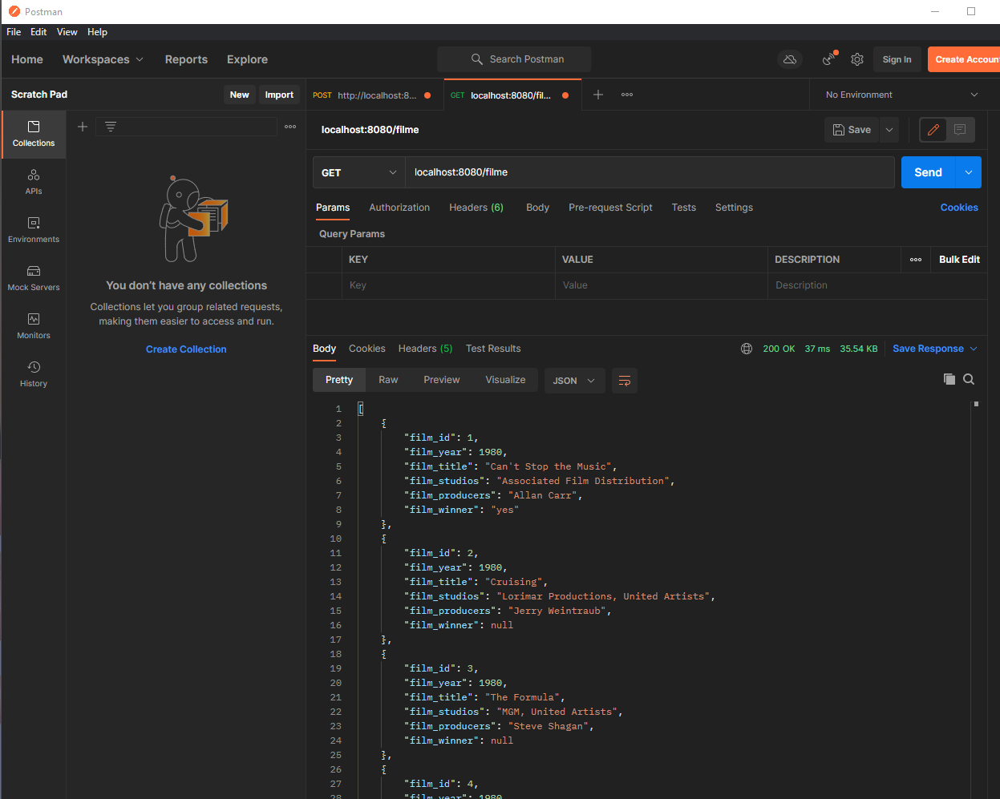 Postman
File Edit View Help
Home Workspaces Reports Explore Search Postman Sign In Create Accoun
Scratch Pad New Import
POST http://localhost:8... GET localhost:8080/fil... No Environment
Collections
APIs
Environments
Mock Servers
Monitors
History
You don't have any collections
Collections let you group related requests,
making them easier to access and run.
Create Collection
localhost:8080/filme Save
GET localhost:8080/filme Send
Params Authorization Headers (6) Body Pre-request Script Tests Settings Cookies
Query Params
KEY VALUE DESCRIPTION Bulk Edit
Key Value Description
Body Cookies Headers (5) Test Results 200 OK 37 ms 35.54 KB Save Response
Pretty Raw Preview Visualize JSON
1 [
2 {
3 "film_id": 1,
4 "film_year": 1980,
5 "film_title": "Can't Stop the Music",
6 "film_studios": "Associated Film Distribution",
7 "film_producers": "Allan Carr",
8 "film_winner": "yes"
9 },
10 {
11 "film_id": 2,
12 "film_year": 1980,
13 "film_title": "Cruising",
14 "film_studios": "Lorimar Productions, United Artists",
15 "film_producers": "Jerry Weintraub",
16 "film_winner": null
17 },
18 {
19 "film_id": 3,
20 "film_year": 1980,
21 "film_title": "The Formula",
22 "film_studios": "MGM, United Artists",
23 "film_producers": "Steve Shagan",
24 "film_winner": null
25 },
26 {
27 "film_id": 4,
28 "film_year": 1980